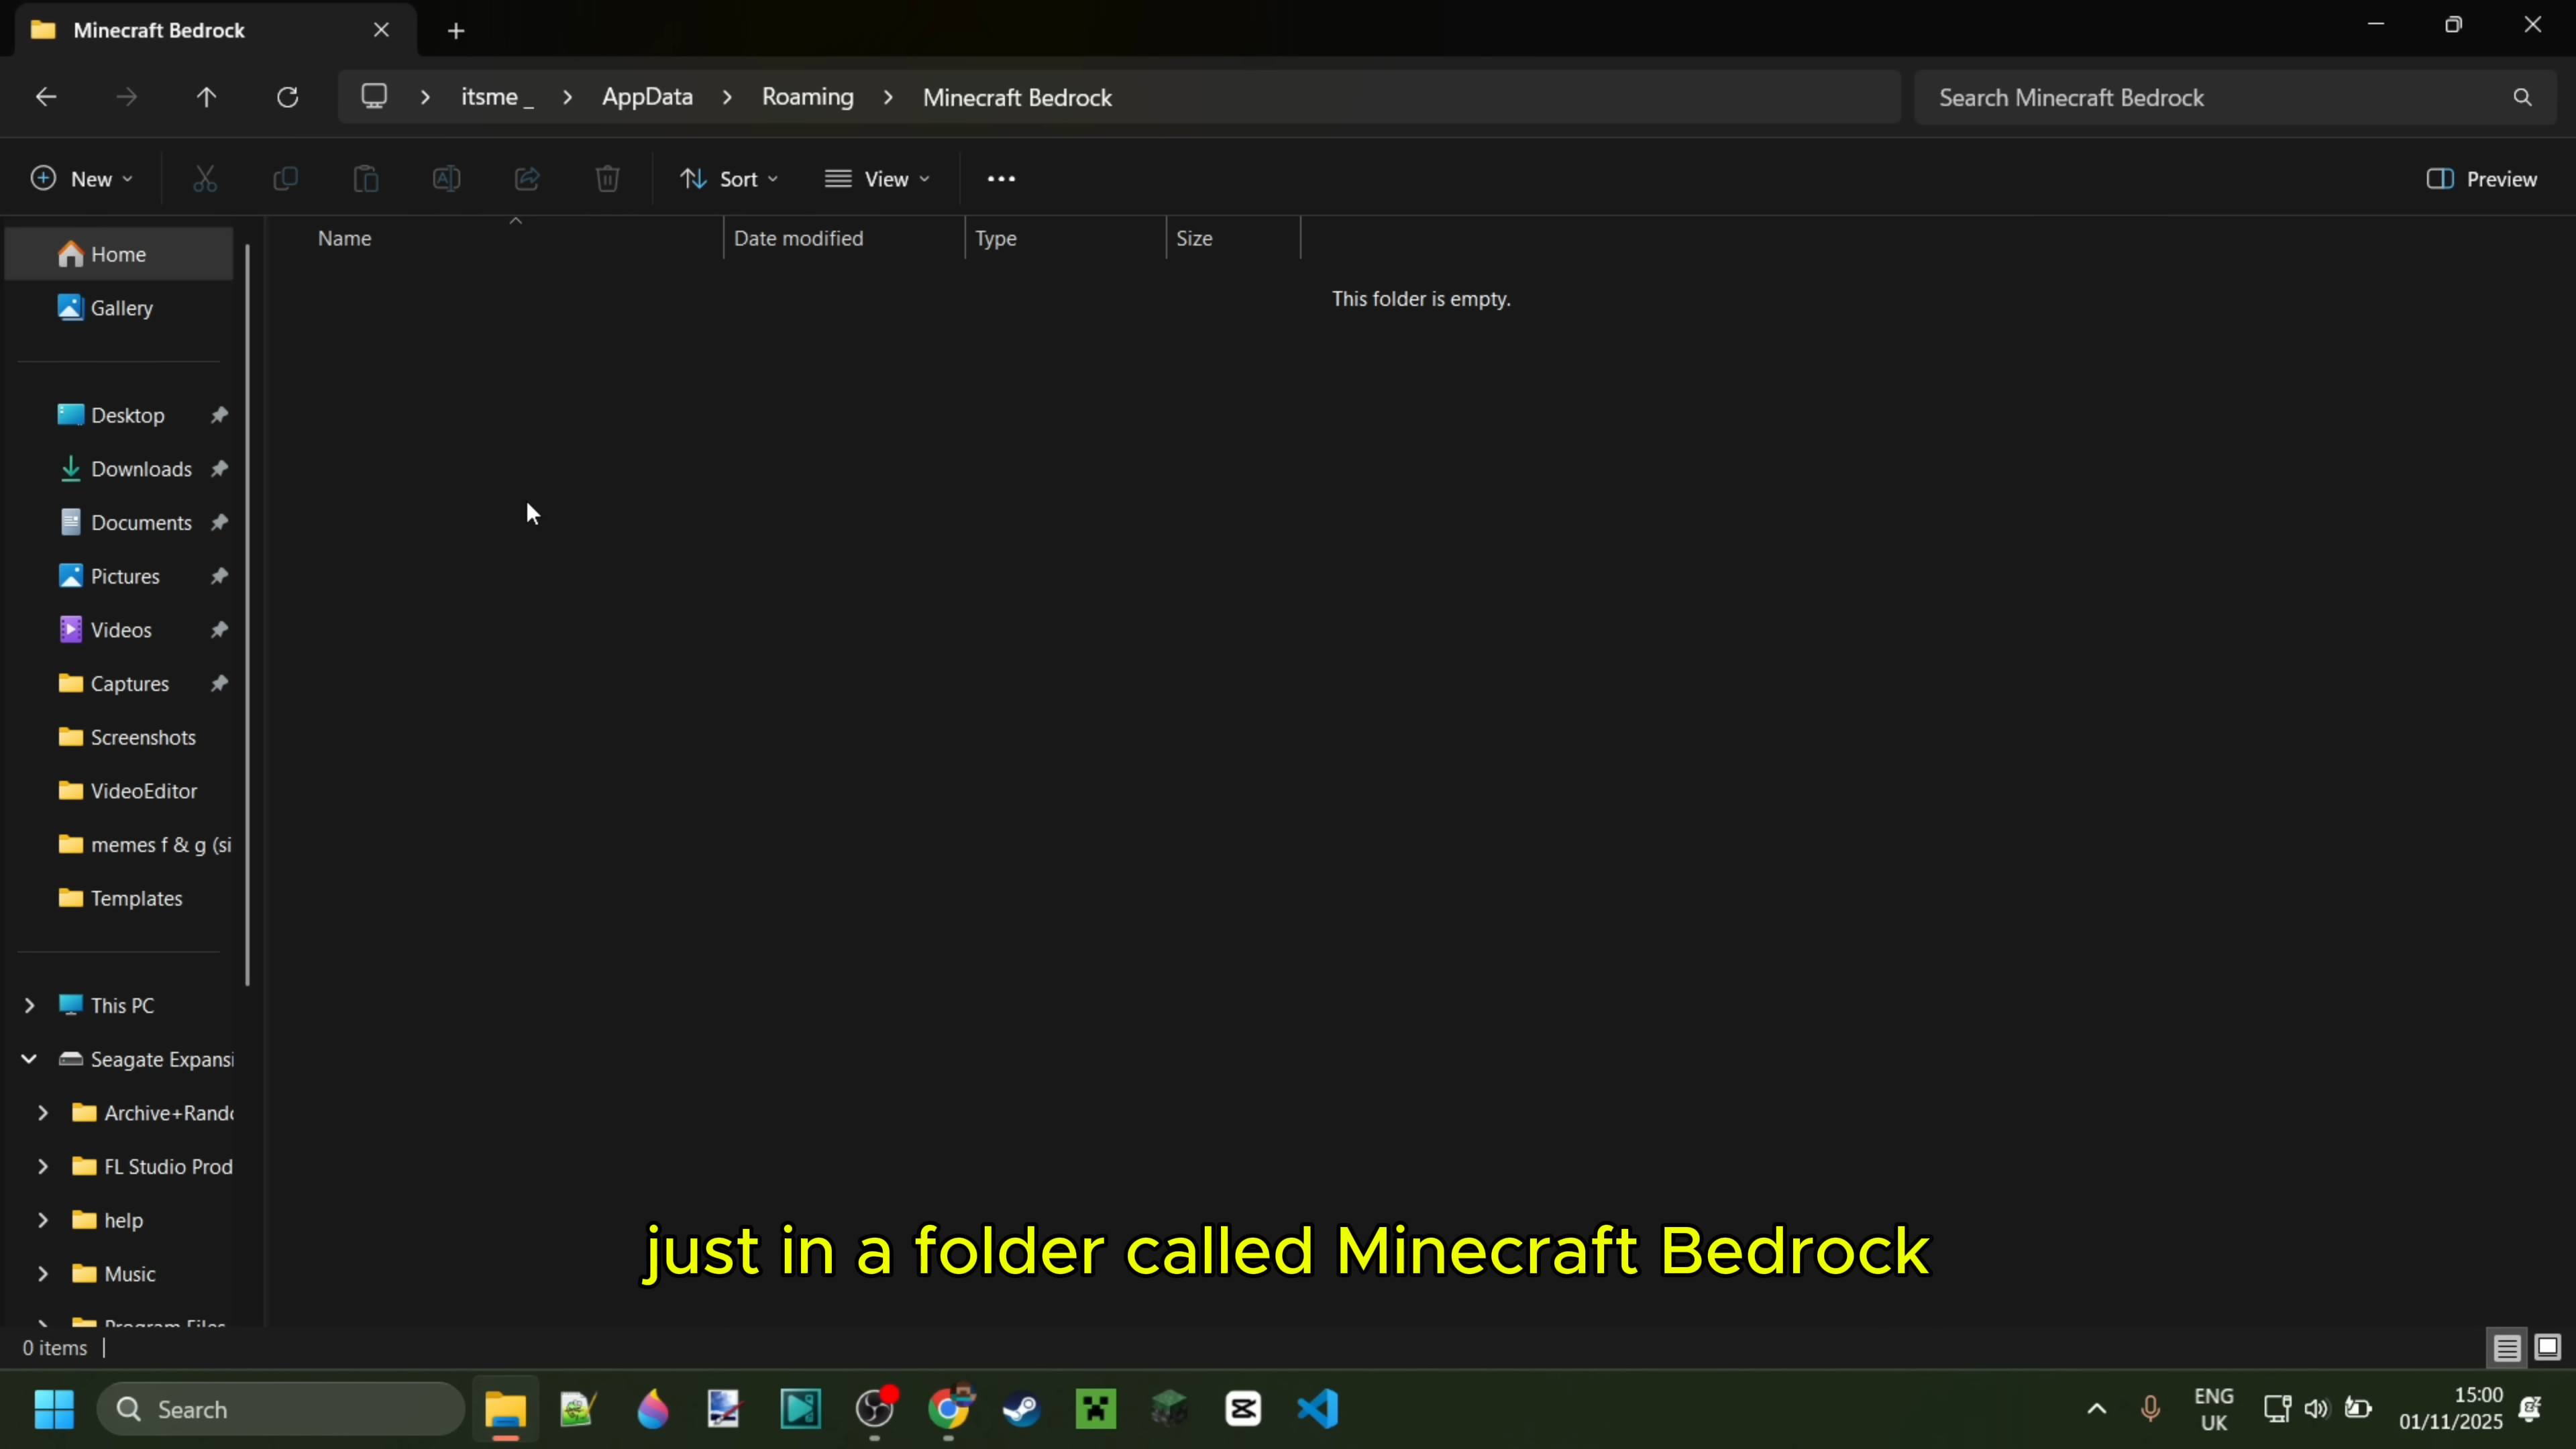 Minecraft Bedrock
itsme _ > AppData > Roaming > Minecraft Bedrock
Search Minecraft Bedrock
New
Sort
View
Preview
Name
Date modified
Type
Size
This folder is empty.
Home
Gallery
Desktop
Downloads
Documents
Pictures
Videos
Captures
Screenshots
VideoEditor
memes f & g (si
Templates
This PC
Seagate Expansi
Archive+Rando
FL Studio Prod
help
Music
Program Files
just in a folder called Minecraft Bedrock
0 items
Search
ENG
UK
15:00
01/11/2025